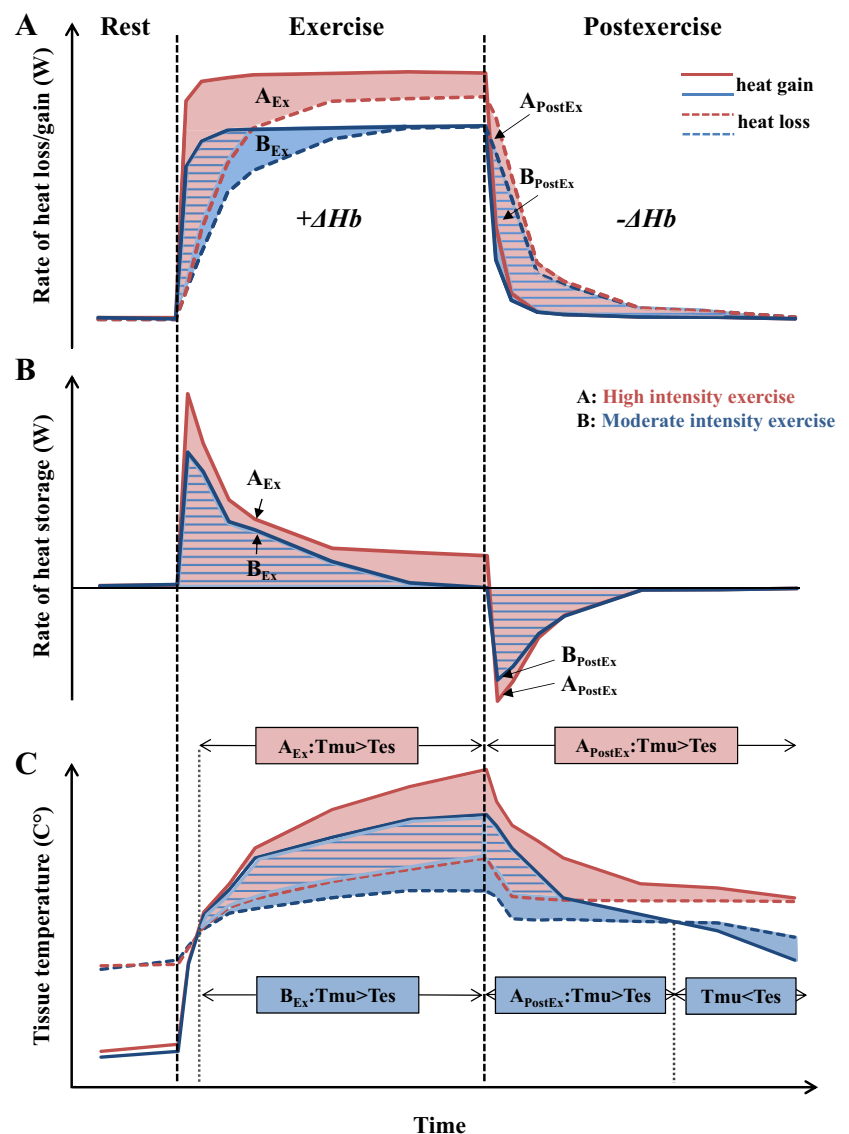 A
Rest
Exercise
Postexercise
Rate of heat loss/gain (W)
heat gain
heat loss
A_Ex
B_Ex
A_PostEx
B_PostEx
+ΔHb
-ΔHb
B
Rate of heat storage (W)
A: High intensity exercise
B: Moderate intensity exercise
A_Ex
B_Ex
B_PostEx
A_PostEx
C
Tissue temperature (C°)
A_Ex:Tmu>Tes
A_PostEx:Tmu>Tes
B_Ex:Tmu>Tes
A_PostEx:Tmu>Tes
Tmu<Tes
Time